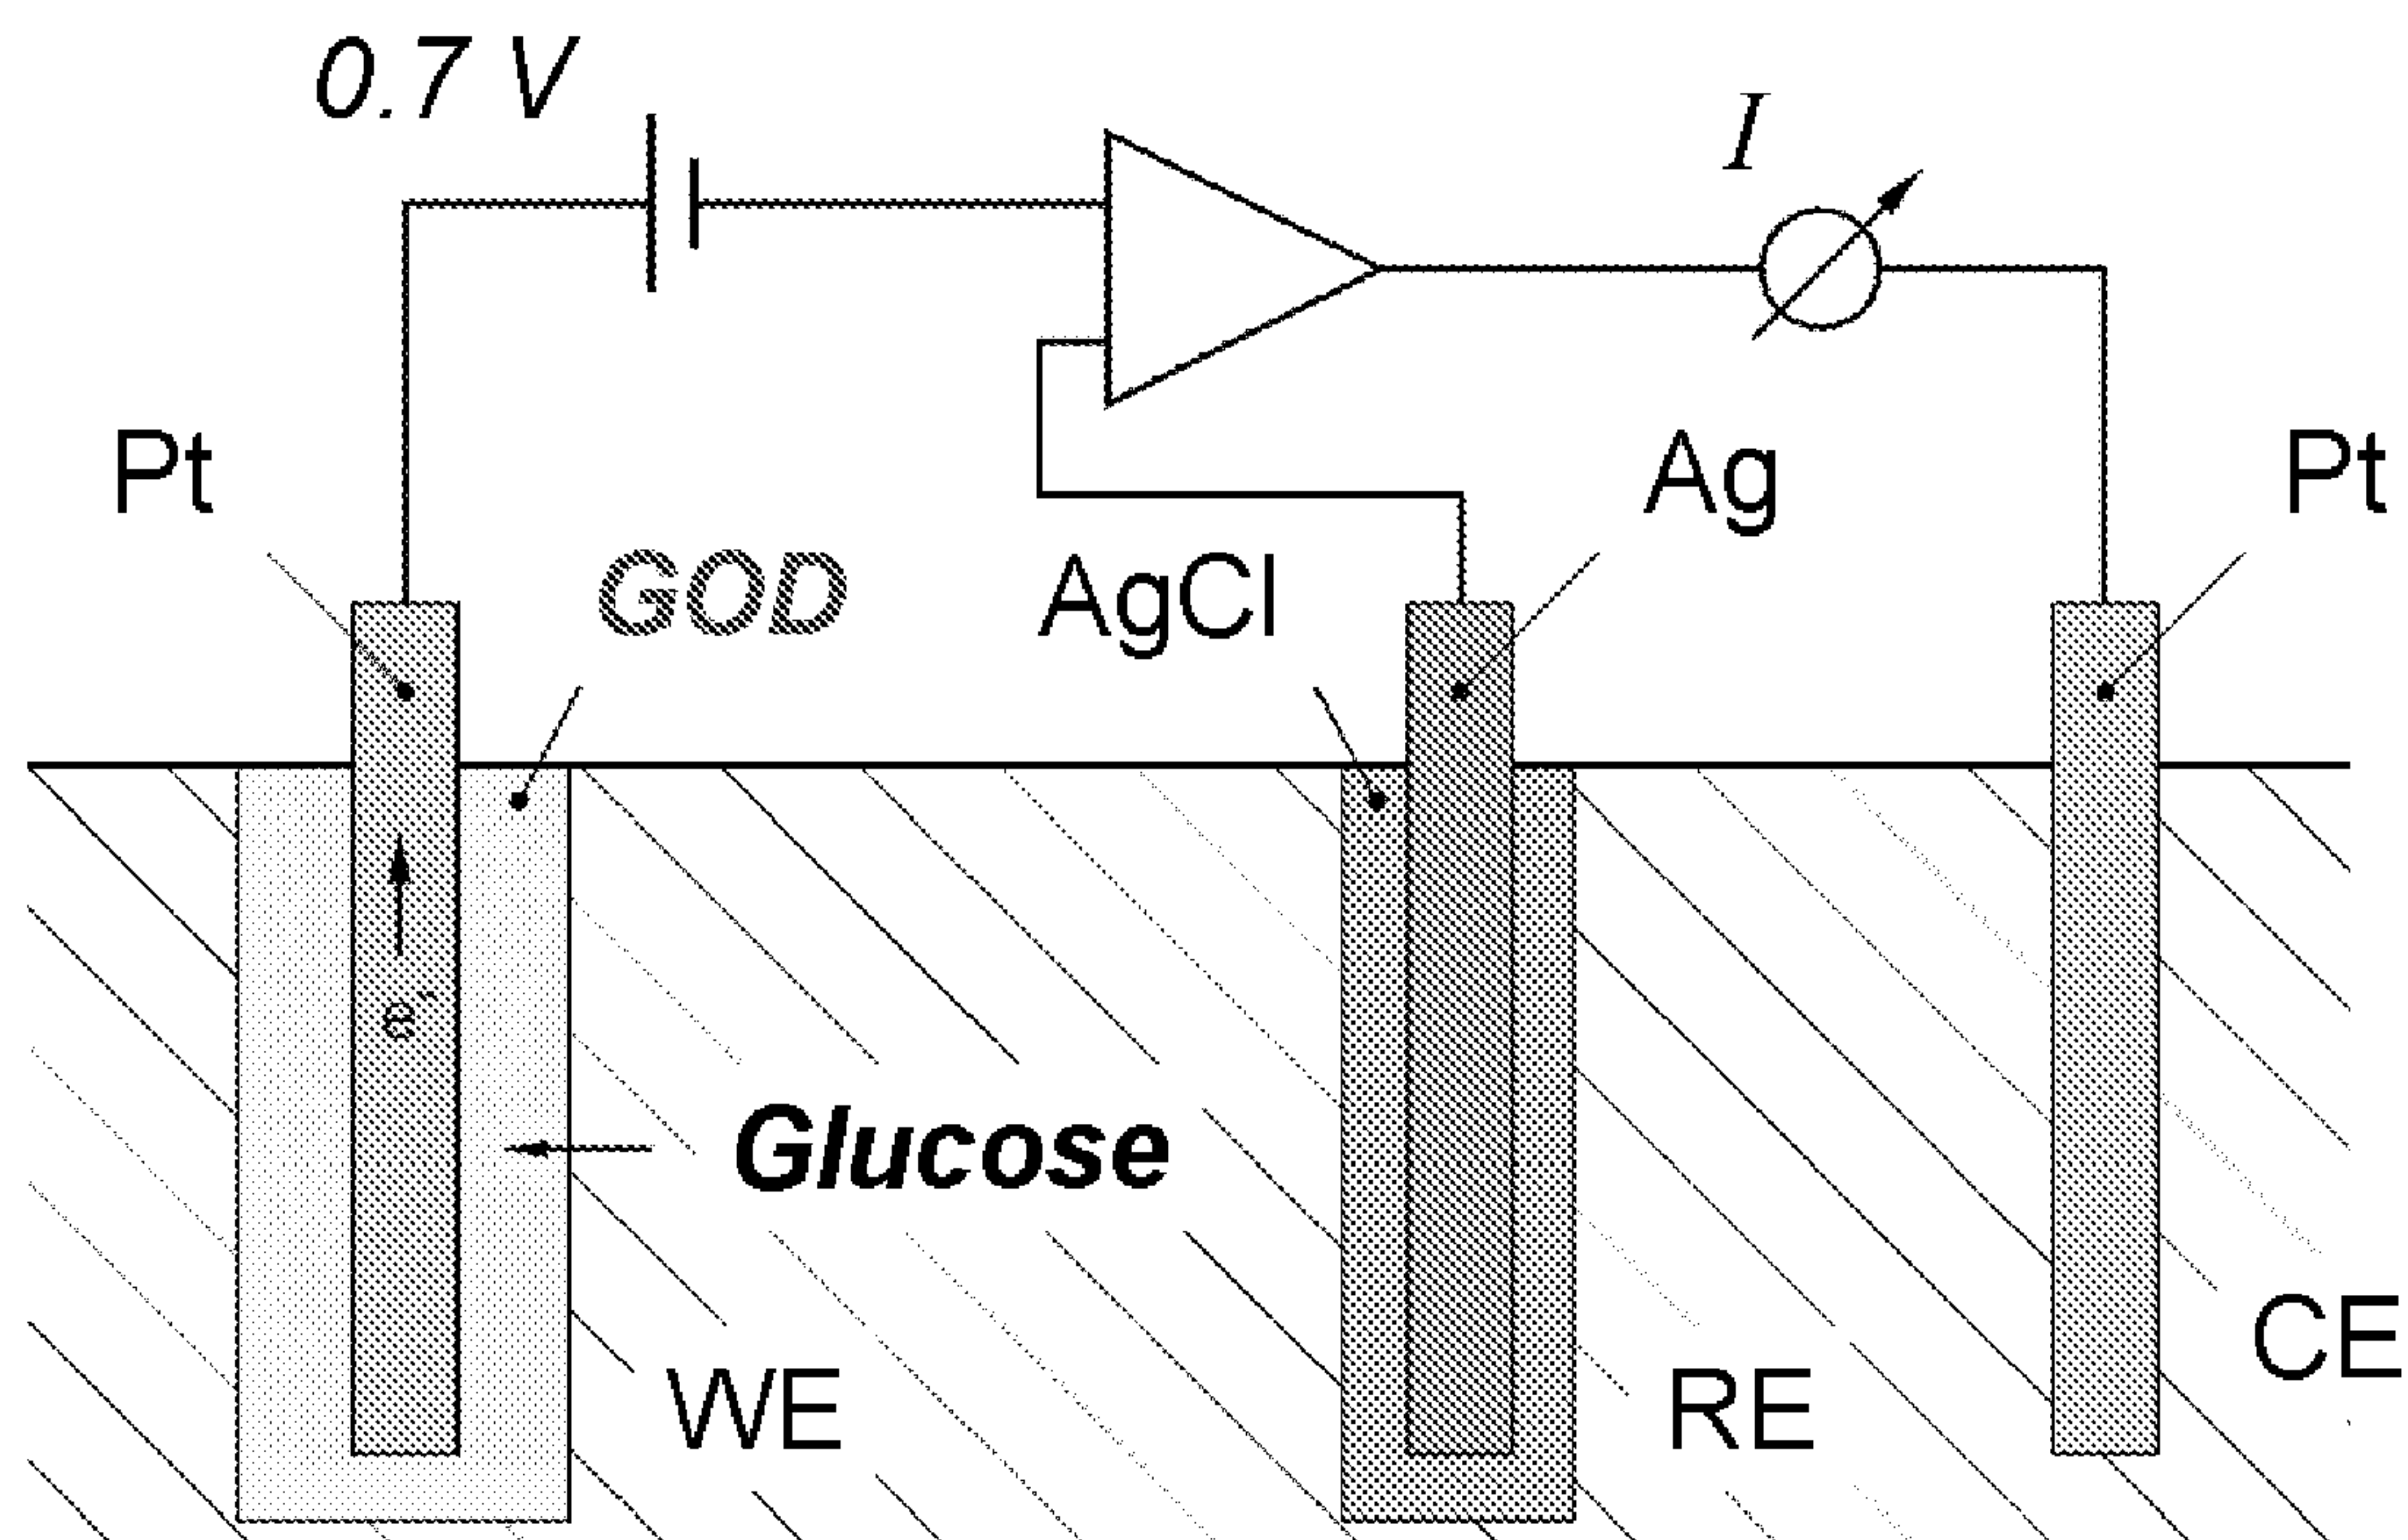 0.7 V
I
Pt
Ag
Pt
GOD
AgCl
e-
Glucose
CE
WE
RE